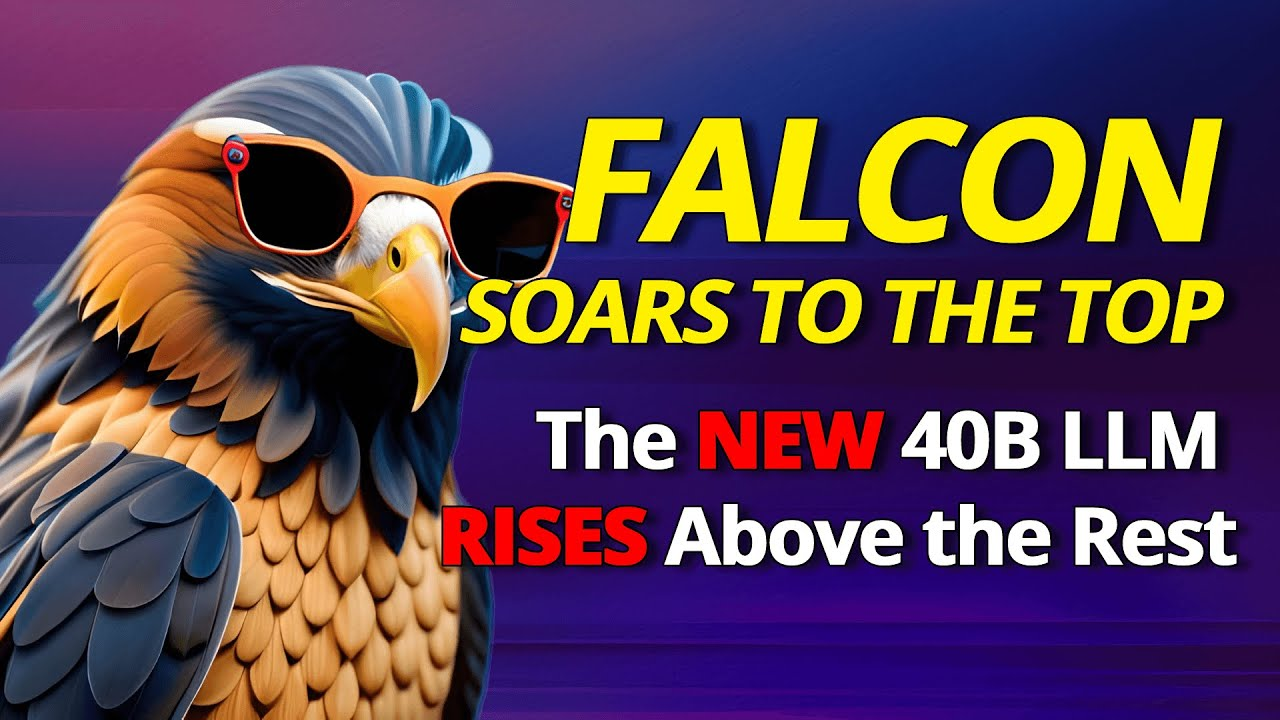 FALCON
SOARS TO THE TOP
The NEW 40B LLM
RISES Above the Rest